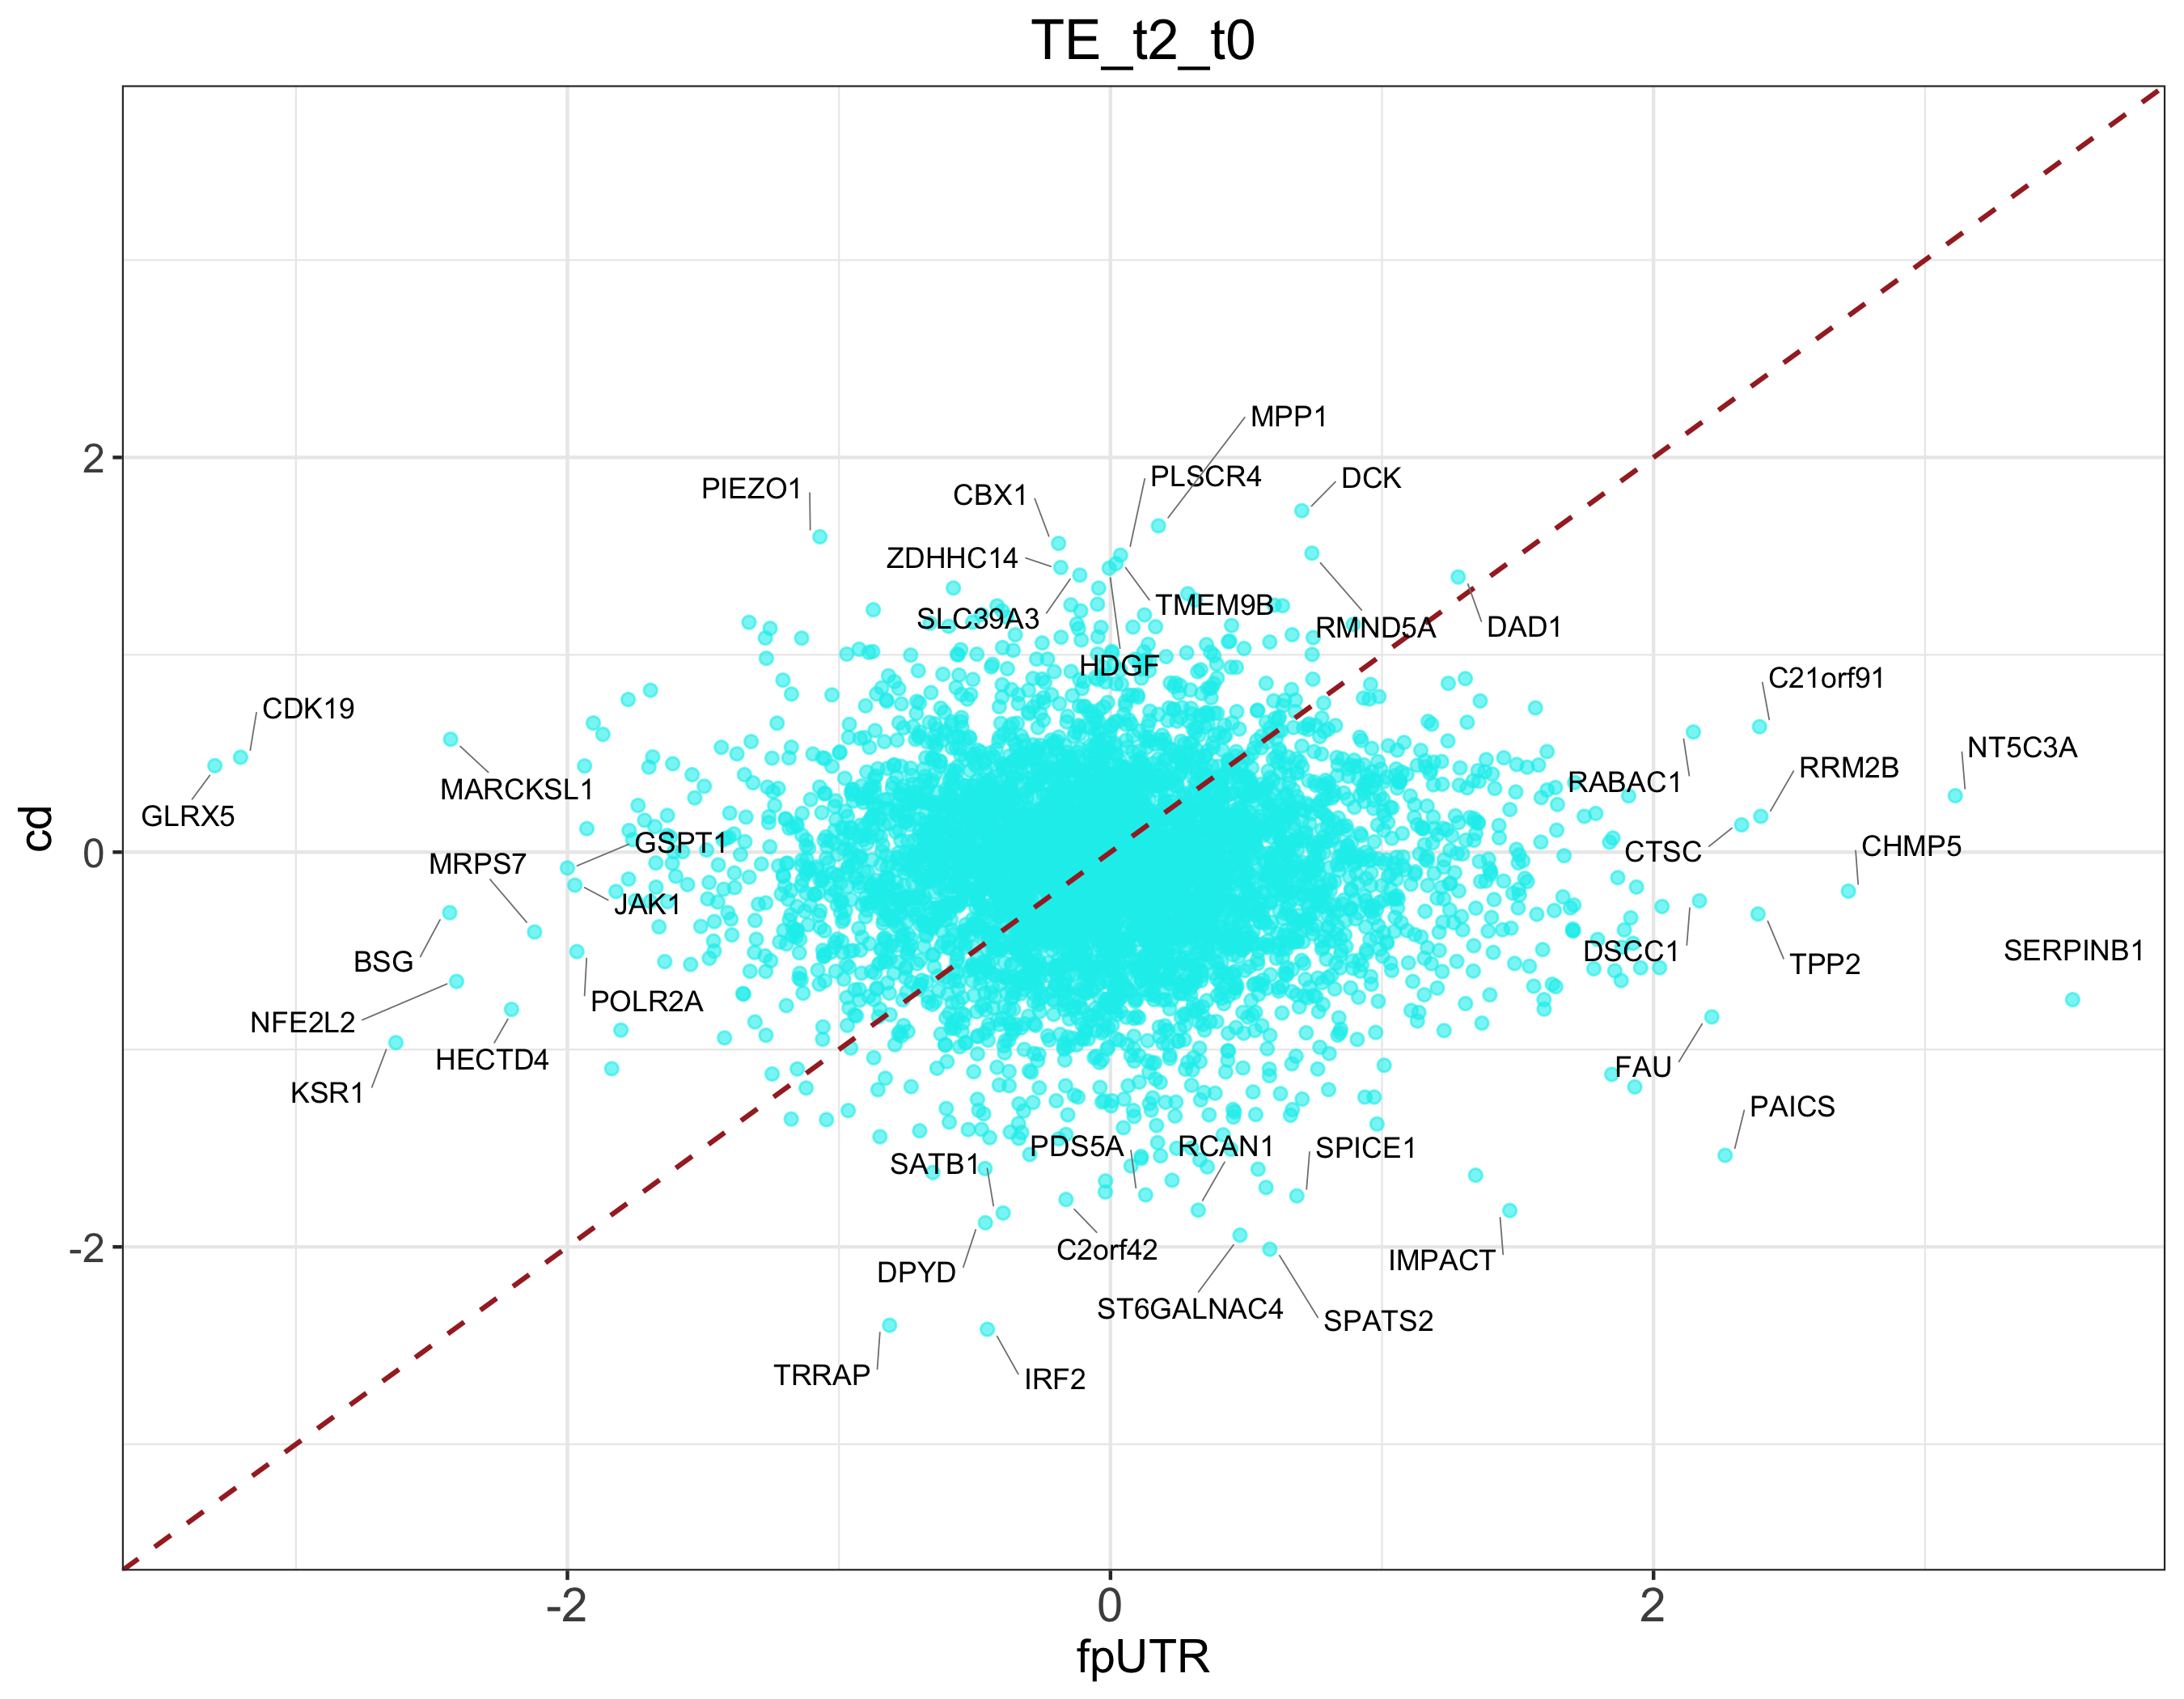 TE_t2_t0
MPP1
PLSCR4
DCK
PIEZO1
CBX1
ZDHHC14
TMEM9B
SLC39A3
RMND5A
DAD1
HDGF
C21orf91
CDK19
NT5C3A
RRM2B
RABAC1
MARCKSL1
GLRX5
GSPT1
CHMP5
CTSC
MRPS7
JAK1
SERPINB1
DSCC1
BSG
TPP2
POLR2A
NFE2L2
HECTD4
FAU
KSR1
PAICS
PDS5A
RCAN1
SPICE1
SATB1
C2orf42
IMPACT
DPYD
ST6GALNAC4
SPATS2
TRRAP
IRF2
2
0
-2
cd
-2
0
2
fpUTR